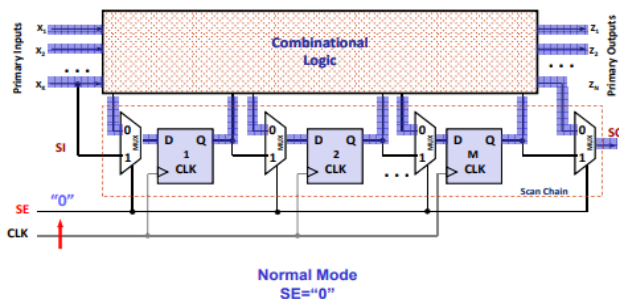 Primary Inputs
X1
X2
...
XK
Combinational
Logic
Z1
Z2
...
ZN
Primary Outputs
SI
0
1
MUX
D Q
1
CLK
0
1
MUX
D Q
2
CLK
...
0
1
MUX
D Q
M
CLK
0
1
MUX
SO
Scan Chain
SE
"0"
CLK
Normal Mode
SE="0"